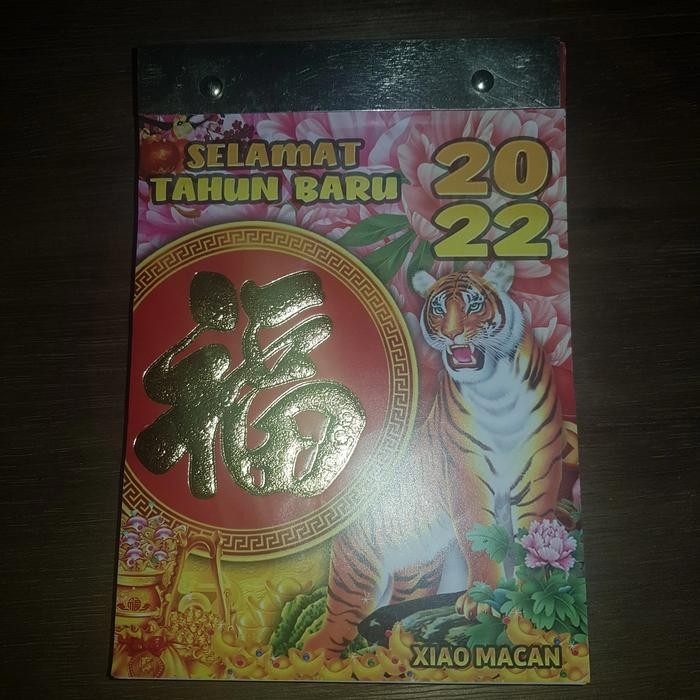 SELAMAT
TAHUN BARU
20
22
福
XIAO MACAN